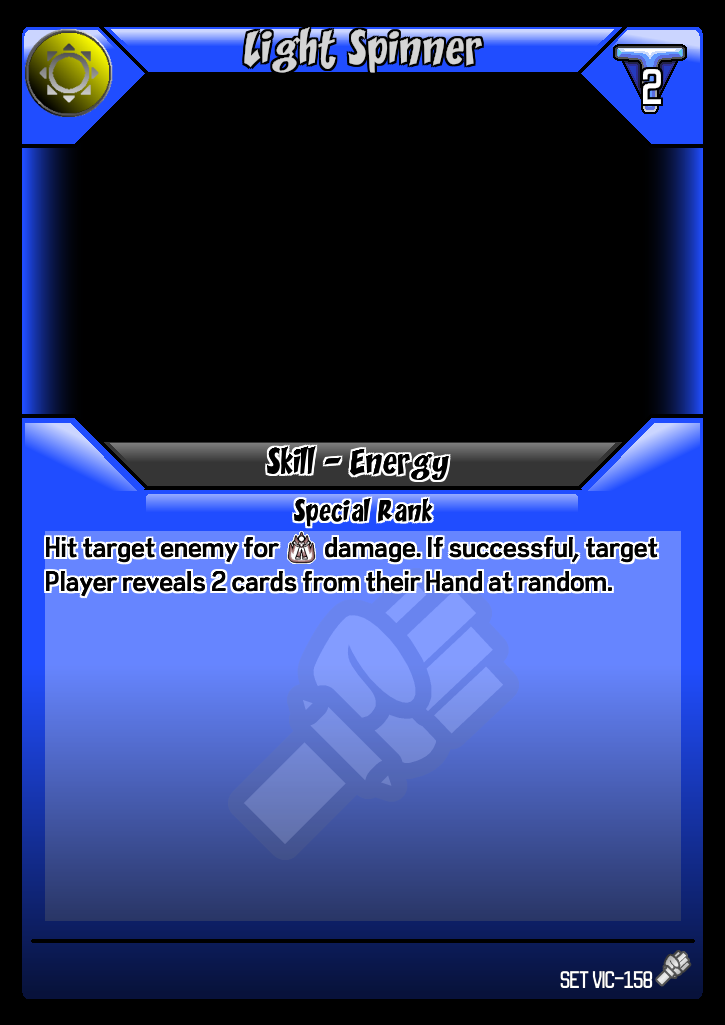 Light Spinner
2
Skill - Energy
Special Rank
Hit target enemy for damage. If successful, target
Player reveals 2 cards from their Hand at random.
SET VIC-158